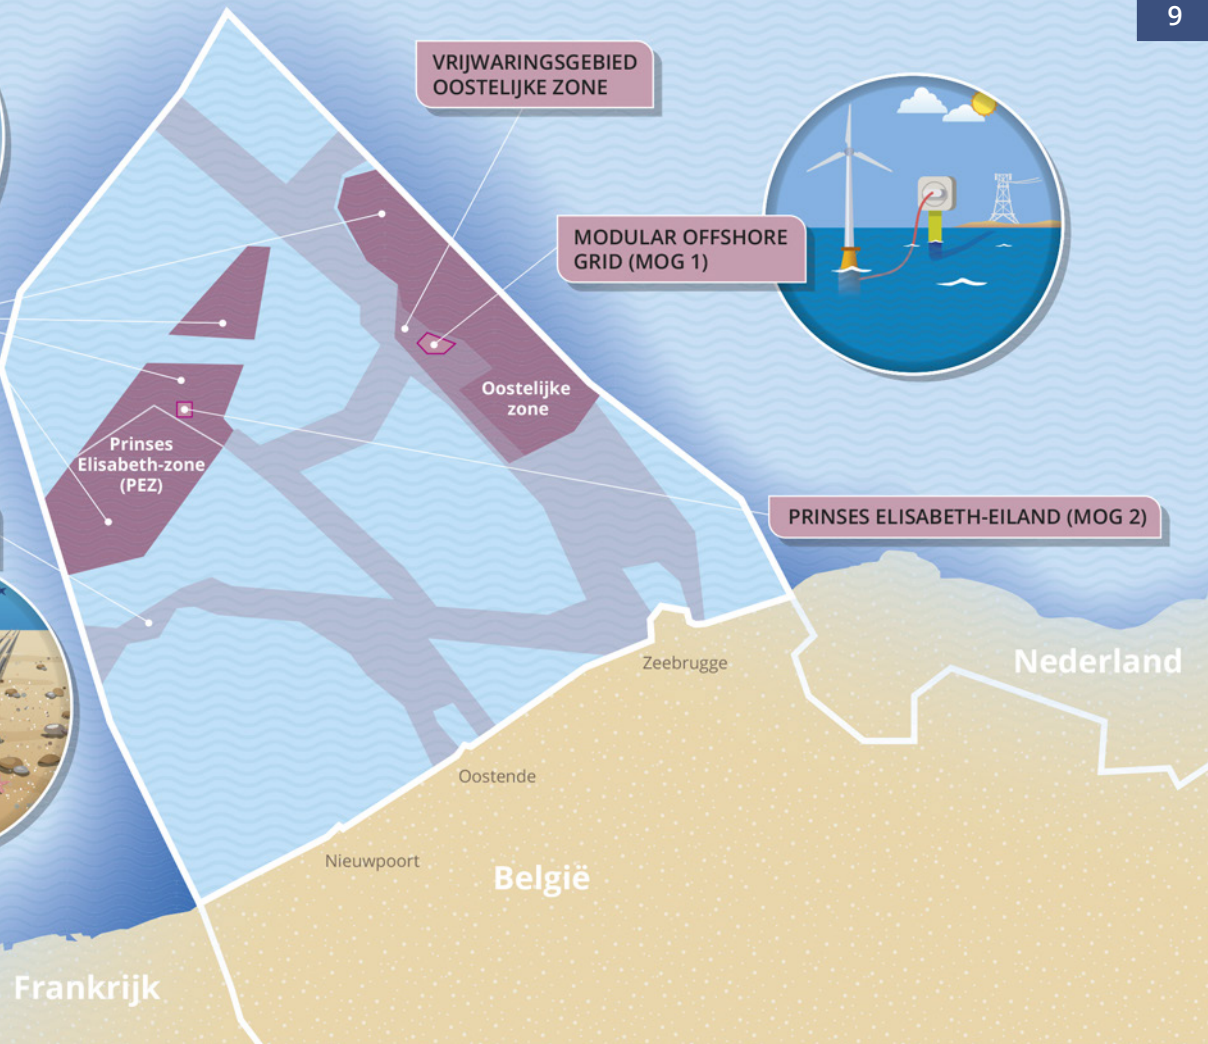 9
VRIJWARINGSGEBIED
OOSTELIJKE ZONE
MODULAR OFFSHORE
GRID (MOG 1)
Oostelijke
zone
Prinses
Elisabeth-zone
(PEZ)
PRINSES ELISABETH-EILAND (MOG 2)
Zeebrugge
Nederland
Oostende
Nieuwpoort
België
Frankrijk